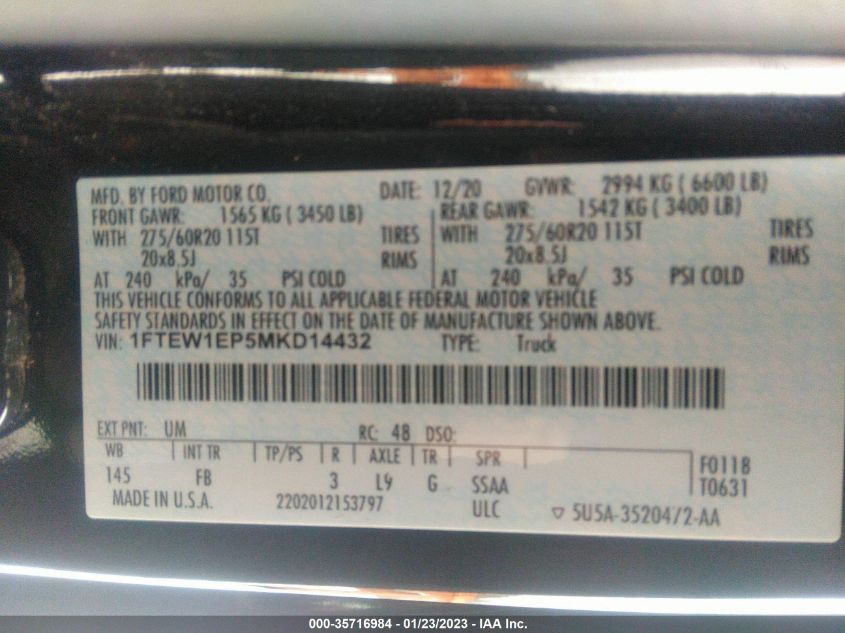 MFD. BY FORD MOTOR CO. DATE: 12/20 GVWR: 2994 KG ( 6600 LB)
FRONT GAWR: 1565 KG ( 3450 LB) REAR GAWR: 1542 KG ( 3400 LB)
WITH 275/60R20 115T TIRES WITH 275/60R20 115T TIRES
20x8.5J RIMS 20x8.5J RIMS
AT 240 kPa/ 35 PSI COLD AT 240 kPa/ 35 PSI COLD
THIS VEHICLE CONFORMS TO ALL APPLICABLE FEDERAL MOTOR VEHICLE
SAFETY STANDARDS IN EFFECT ON THE DATE OF MANUFACTURE SHOWN ABOVE.
VIN: 1FTEW1EP5MKD14432 TYPE: Truck
EXT PNT: UM RC: 48 DSO:
WB INT TR TP/PS R AXLE TR SPR F0118
145 FB 3 L9 G SSAA T0631
MADE IN U.S.A. 2202012153797 ULC ▽ 5U5A-3520472-AA
000-35716984 - 01/23/2023 - IAA Inc.